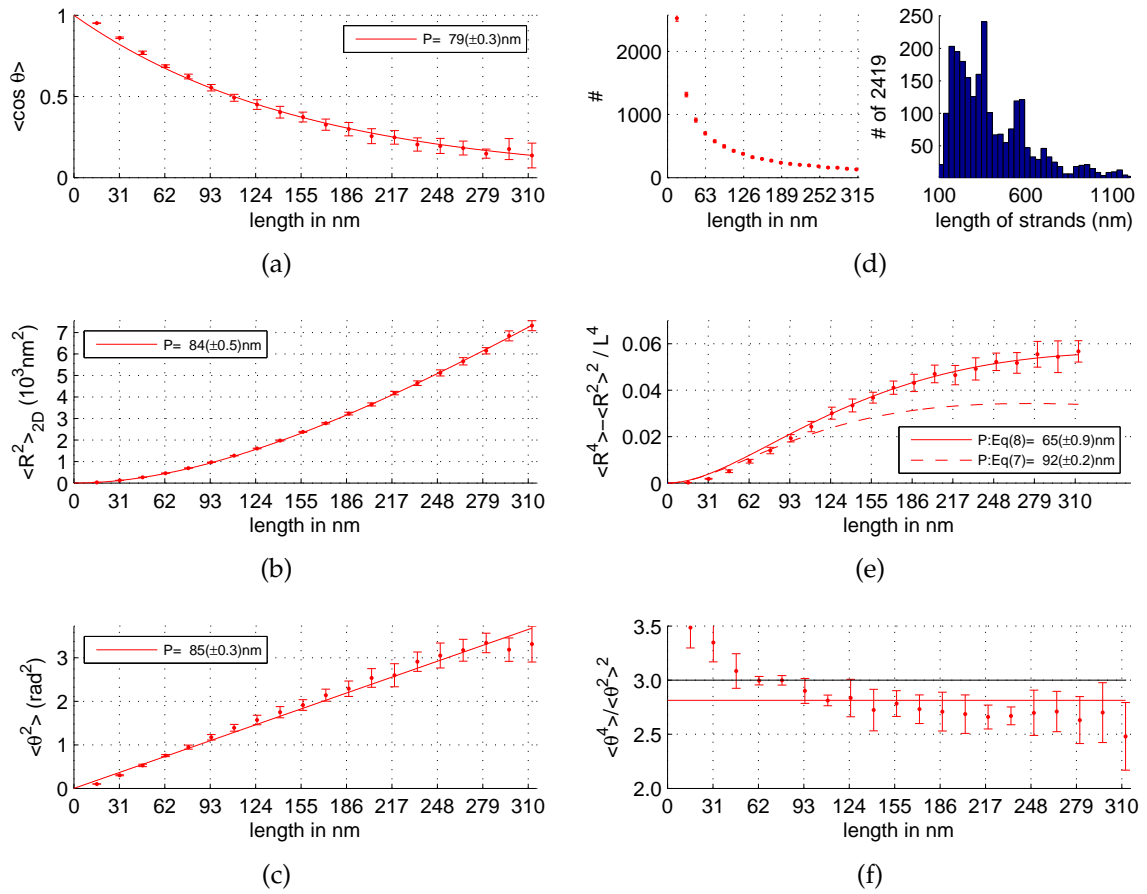 1
0.5
0
<cos θ>
P= 79(±0.3)nm
0 31 62 93 124 155 186 217 248 279 310
length in nm
(a)
2000
1000
0
#
0 63 126 189 252 315
length in nm
250
200
150
100
50
# of 2419
100 600 1100
length of strands (nm)
(d)
7
6
5
4
3
2
1
0
<R²>2D (10³nm²)
P= 84(±0.5)nm
0 31 62 93 124 155 186 217 248 279 310
length in nm
(b)
0.06
0.04
0.02
0
<R⁴>−<R²>² / L⁴
P:Eq(8)= 65(±0.9)nm
P:Eq(7)= 92(±0.2)nm
0 31 62 93 124 155 186 217 248 279 310
length in nm
(e)
3
2
1
0
<θ²> (rad²)
P= 85(±0.3)nm
0 31 62 93 124 155 186 217 248 279 310
length in nm
(c)
3.5
3.0
2.5
2.0
<θ⁴>/<θ²>²
0 31 62 93 124 155 186 217 248 279 310
length in nm
(f)